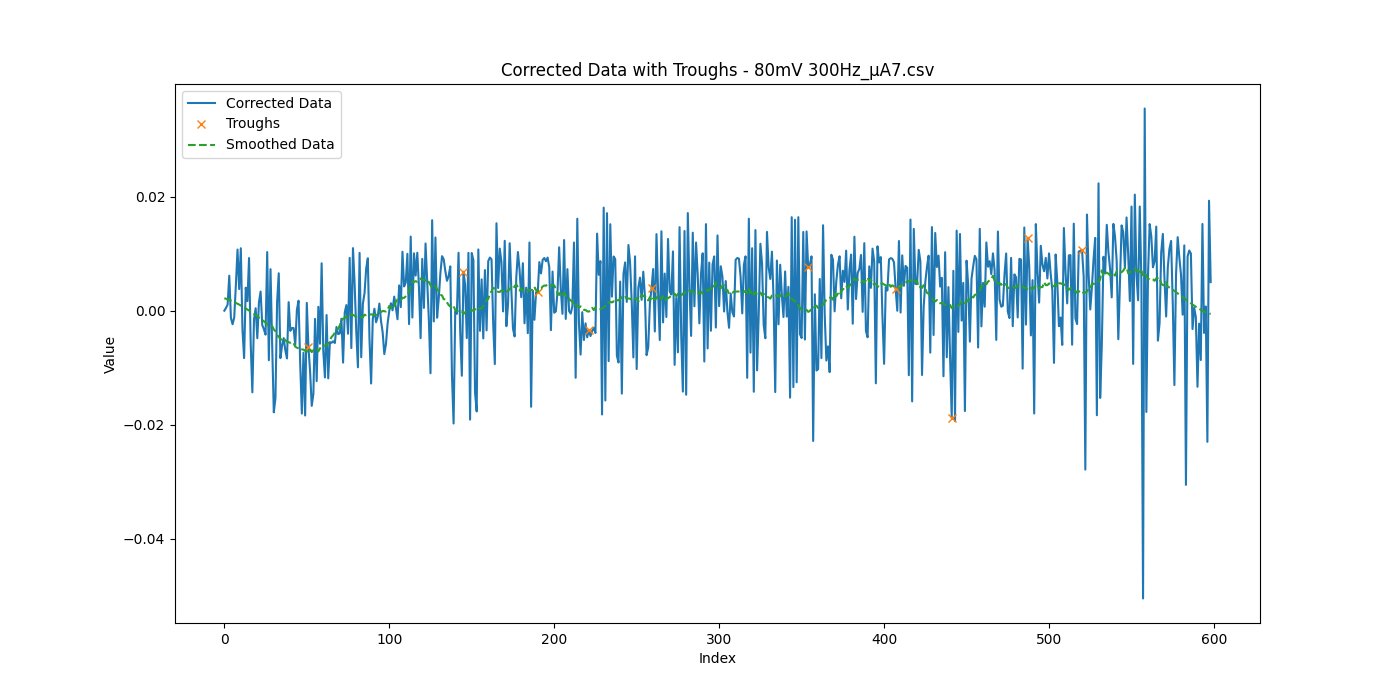 Corrected Data with Troughs - 80mV 300Hz_μA7.csv
Corrected Data
Troughs
Smoothed Data
Value
0.02
0.00
−0.02
−0.04
0 100 200 300 400 500 600
Index